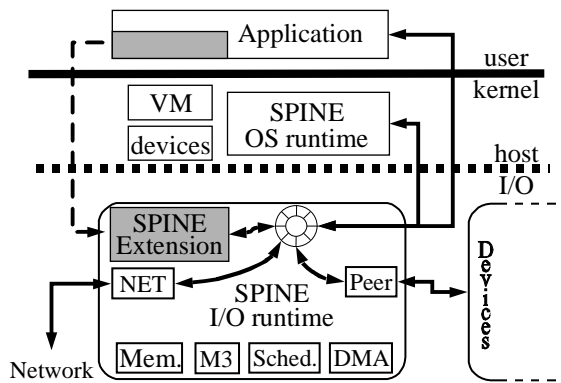 Application
user
kernel
VM
devices
SPINE
OS runtime
host
I/O
SPINE
Extension
NET
SPINE
I/O runtime
Peer
Devices
Network
Mem.
M3
Sched.
DMA